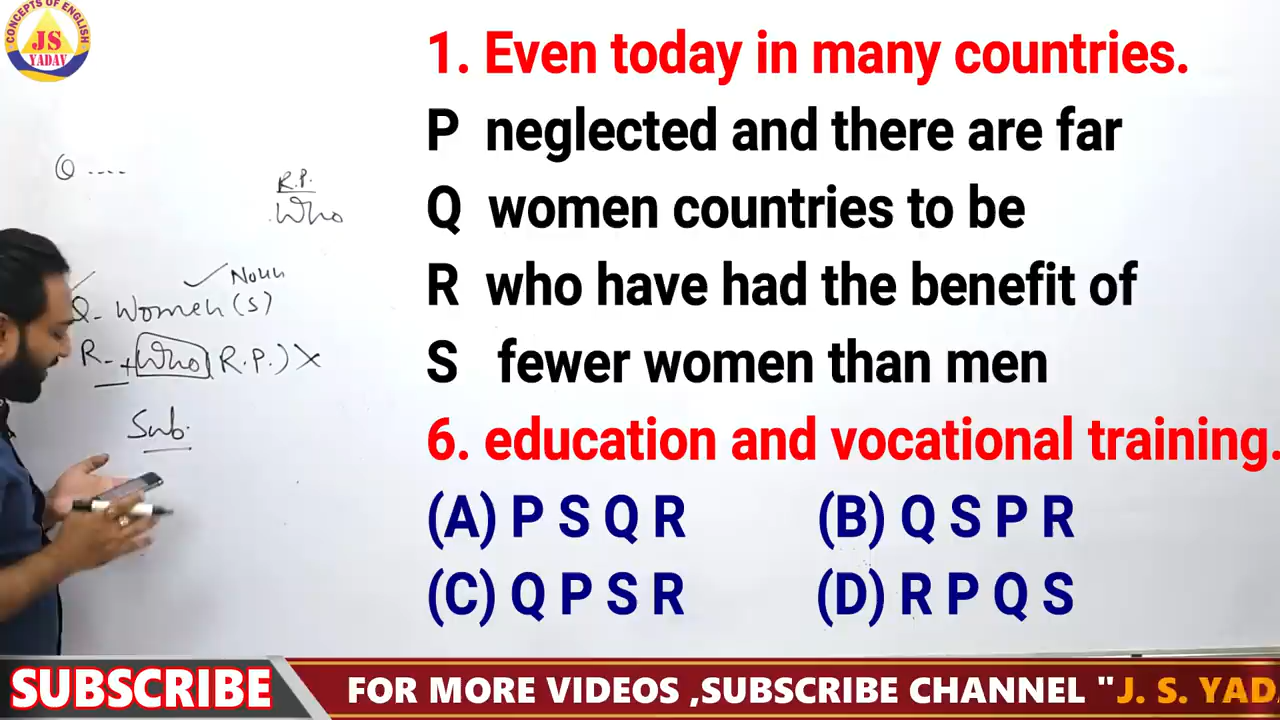 CONCEPTS OF ENGLISH
JS
YADAV
1. Even today in many countries.
P neglected and there are far
Q women countries to be
R who have had the benefit of
S fewer women than men
6. education and vocational training.
(A) P S Q R (B) Q S P R
(C) Q P S R (D) R P Q S
Q ....
R.P.
Who
Noun
Q- Women (s)
R- + Who (R.P.) X
Sub.
SUBSCRIBE
FOR MORE VIDEOS ,SUBSCRIBE CHANNEL "J. S. YAD